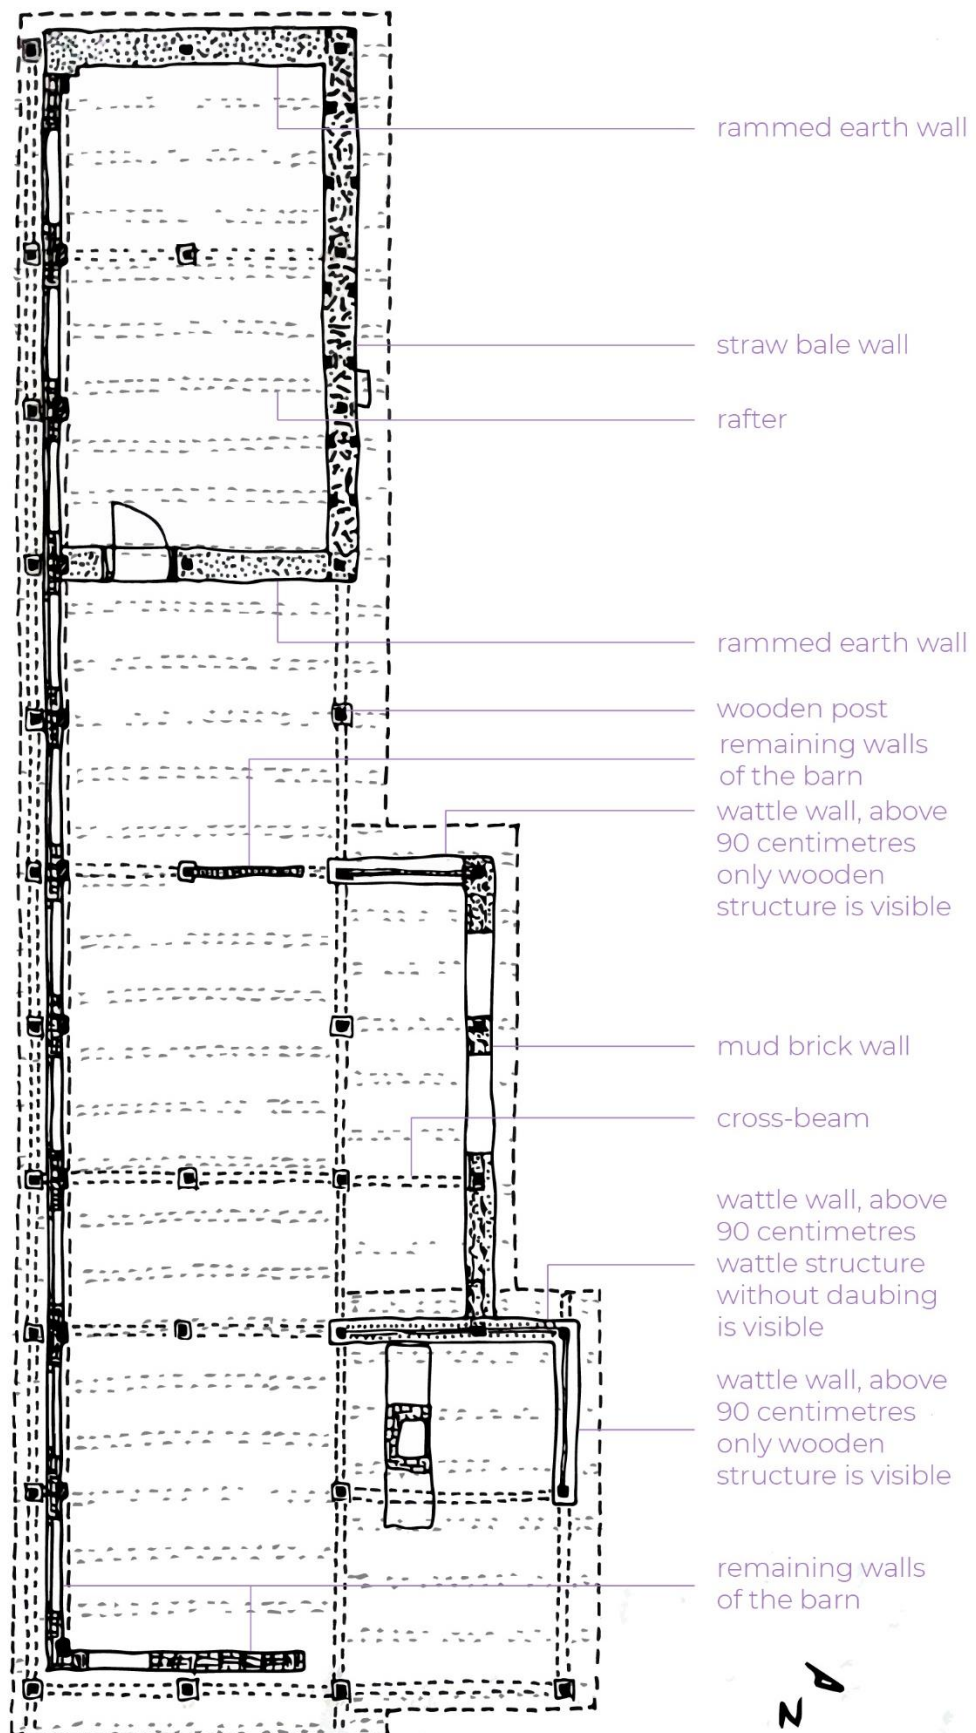 rammed earth wall
straw bale wall
rafter
rammed earth wall
wooden post
remaining walls
of the barn
wattle wall, above
90 centimetres
only wooden
structure is visible
mud brick wall
cross-beam
wattle wall, above
90 centimetres
wattle structure
without daubing
is visible
wattle wall, above
90 centimetres
only wooden
structure is visible
remaining walls
of the barn
N